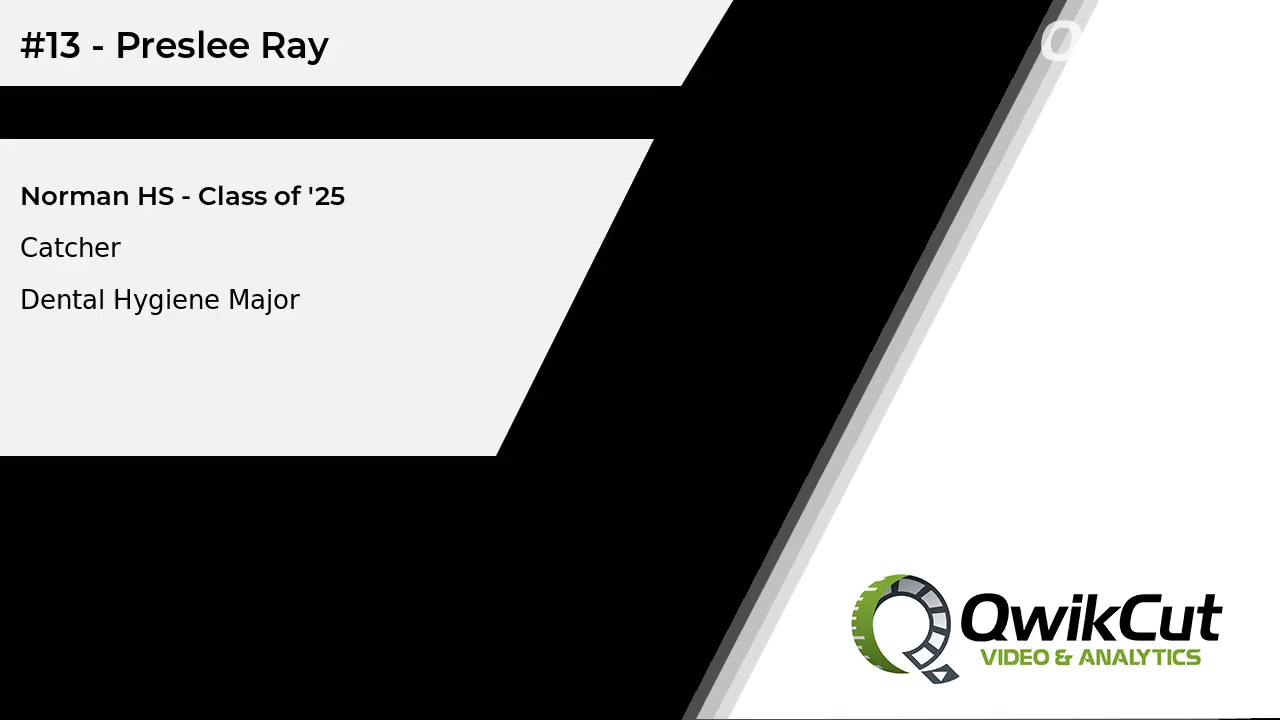 #13 - Preslee Ray
Norman HS - Class of '25
Catcher
Dental Hygiene Major
QwikCut
VIDEO & ANALYTICS